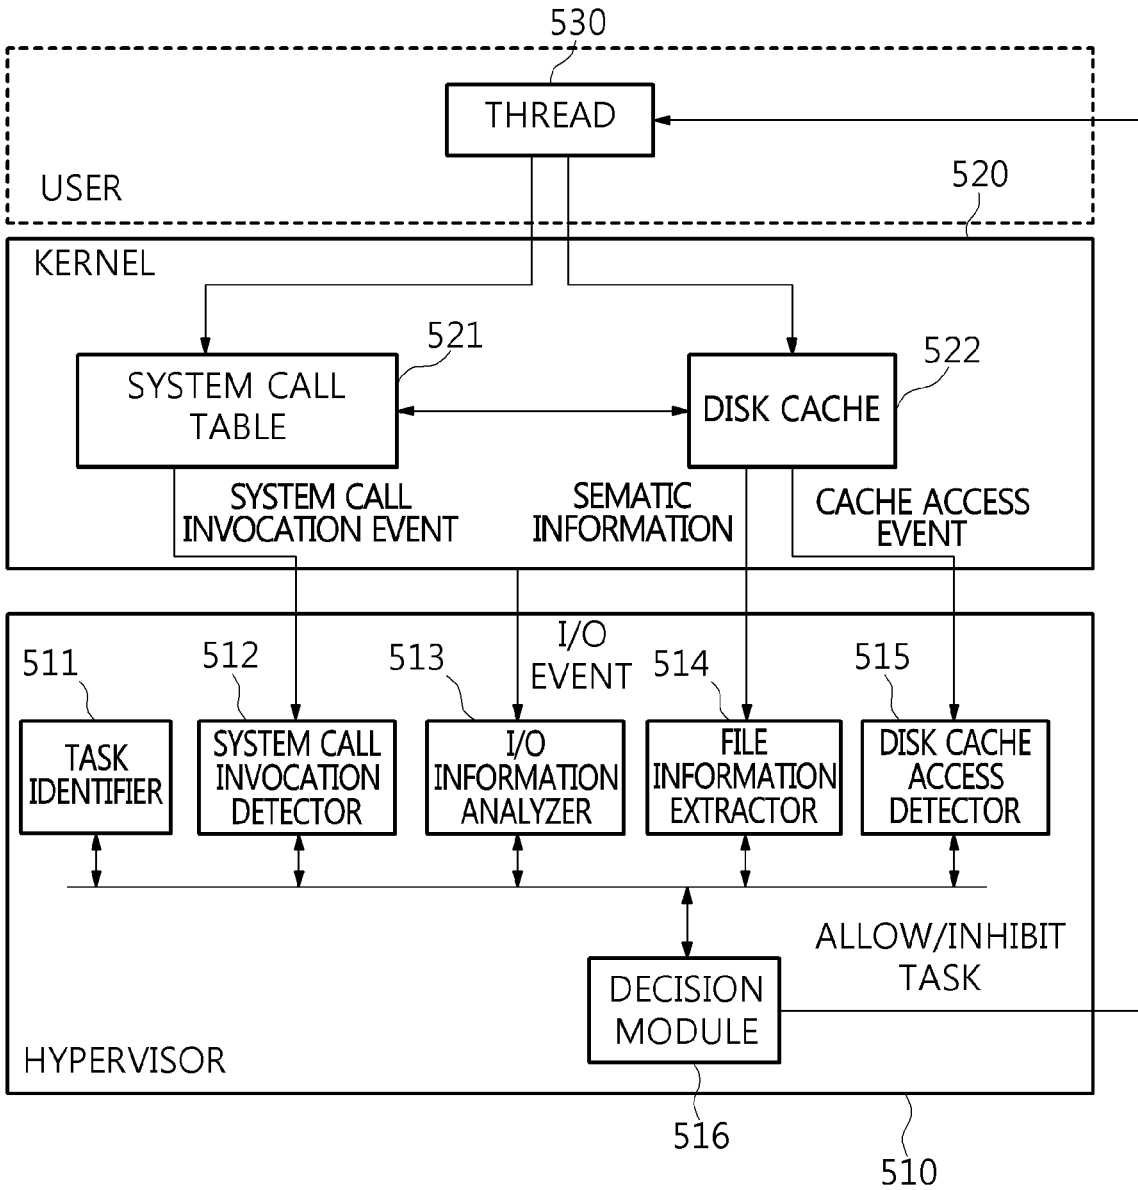 530
THREAD
USER
520
KERNEL
521
522
SYSTEM CALL
TABLE
DISK CACHE
SYSTEM CALL
INVOCATION EVENT
SEMATIC
INFORMATION
CACHE ACCESS
EVENT
I/O
EVENT
511
512
513
514
515
TASK
IDENTIFIER
SYSTEM CALL
INVOCATION
DETECTOR
I/O
INFORMATION
ANALYZER
FILE
INFORMATION
EXTRACTOR
DISK CACHE
ACCESS
DETECTOR
ALLOW/INHIBIT
TASK
DECISION
MODULE
HYPERVISOR
516
510